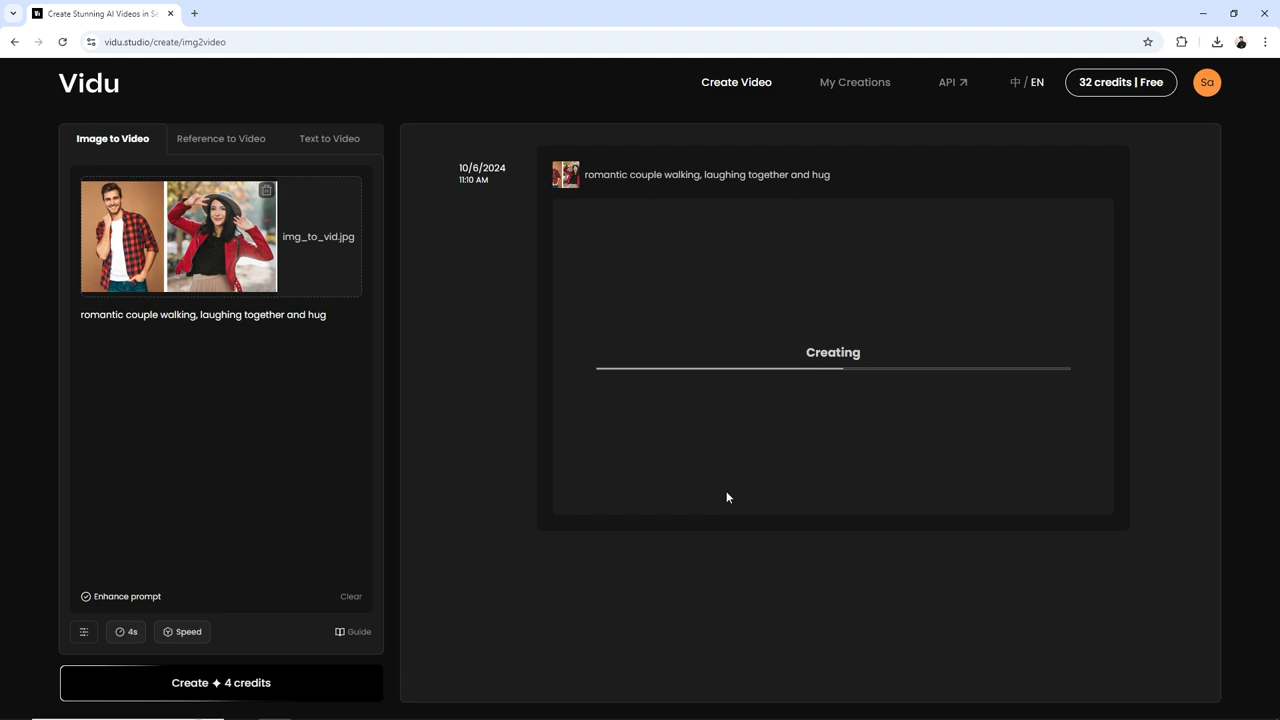 Create Stunning AI Videos in Se
vidu.studio/create/img2video
Vidu
Create Video
My Creations
API
中 / EN
32 credits | Free
Sa
Image to Video
Reference to Video
Text to Video
img_to_vid.jpg
romantic couple walking, laughing together and hug
Enhance prompt
Clear
4s
Speed
Guide
Create 4 credits
10/6/2024
11:10 AM
romantic couple walking, laughing together and hug
Creating